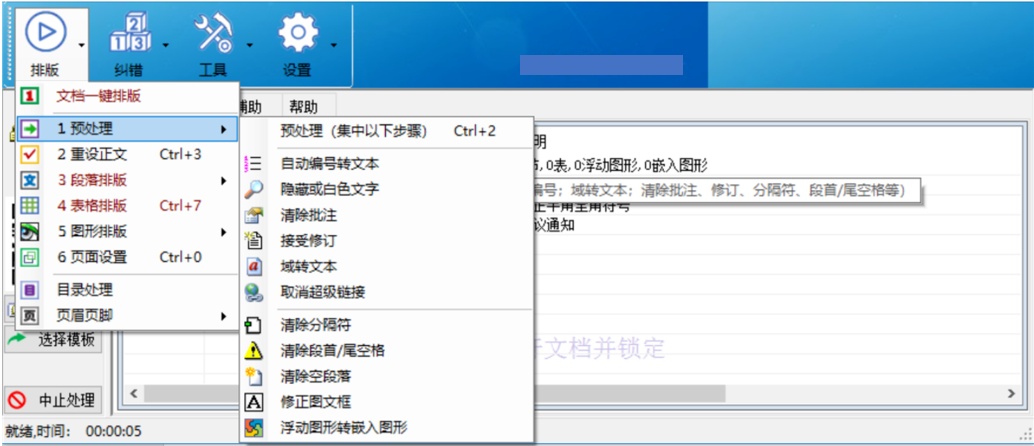 排版
纠错
工具
设置
文档一键排版
1 预处理
2 重设正文 Ctrl+3
3 段落排版
4 表格排版 Ctrl+7
5 图形排版
6 页面设置 Ctrl+0
目录处理
页眉页脚
选择模板
中止处理
就绪,时间: 00:00:05
辅助
帮助
预处理（集中以下步骤） Ctrl+2
自动编号转文本
隐藏或白色文字
清除批注
接受修订
域转文本
取消超级链接
清除分隔符
清除段首/尾空格
清除空段落
修正图文框
浮动图形转嵌入图形
明
,0表,0浮动图形,0嵌入图形
编号；域转文本；清除批注、修订、分隔符、段首/尾空格等）
正半角全角符号
议通知
文档并锁定